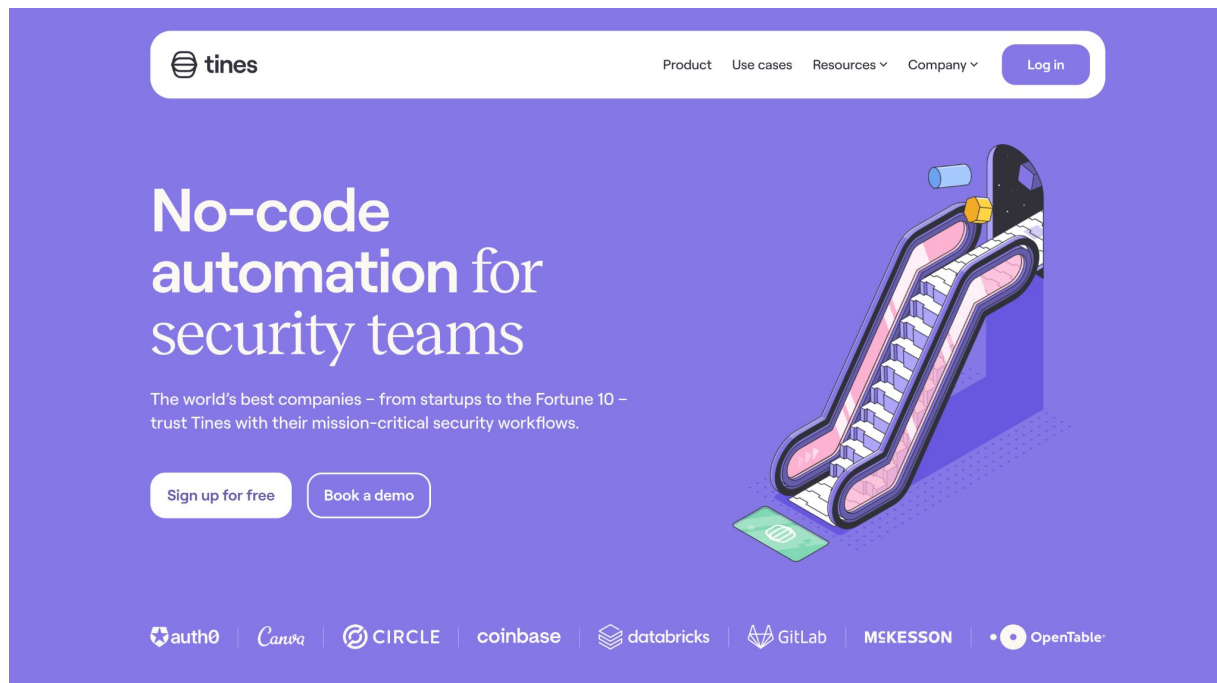 tines
Product Use cases Resources Company Log in
No-code
automation for
security teams
The world's best companies – from startups to the Fortune 10 –
trust Tines with their mission-critical security workflows.
Sign up for free Book a demo
auth0 Canva CIRCLE coinbase databricks GitLab MCKESSON OpenTable